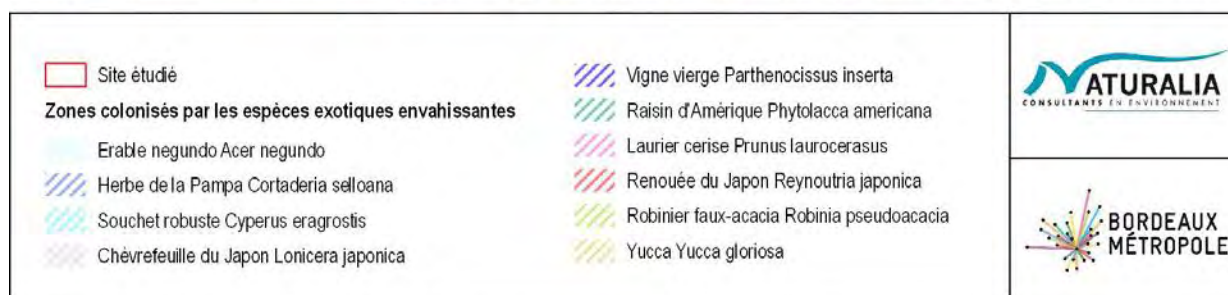 Site étudié
Zones colonisés par les espèces exotiques envahissantes
Erable negundo Acer negundo
Herbe de la Pampa Cortaderia selloana
Souchet robuste Cyperus eragrostis
Chèvrefeuille du Japon Lonicera japonica
Vigne vierge Parthenocissus inserta
Raisin d'Amérique Phytolacca americana
Laurier cerise Prunus laurocerasus
Renouée du Japon Reynoutria japonica
Robinier faux-acacia Robinia pseudoacacia
Yucca Yucca gloriosa
NATURALIA
CONSULTANTS EN ENVIRONNEMENT
BORDEAUX
MÉTROPOLE